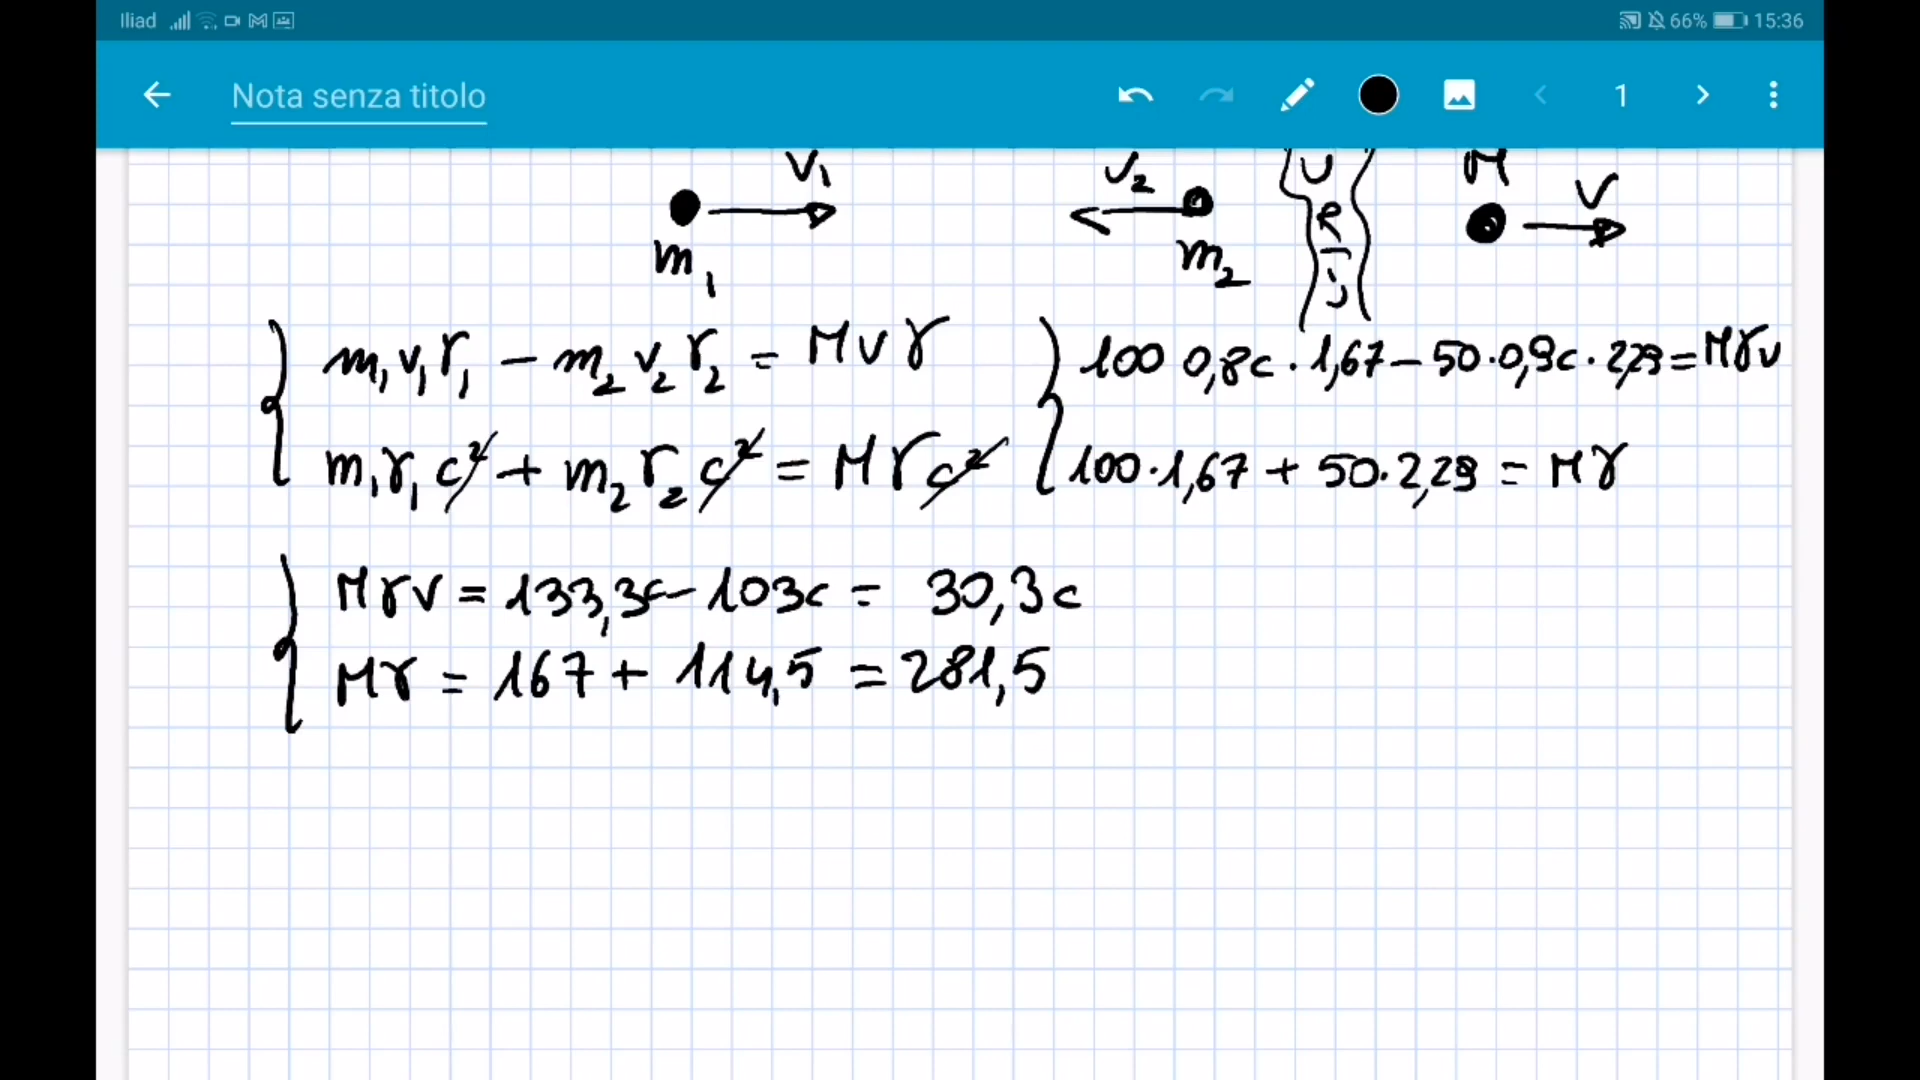 Iliad 66% 15:36
Nota senza titolo 1
V₁ V₂ U M V
R
m₁ m₂
m₁v₁γ₁ - m₂v₂γ₂ = Mvγ
100 0,8c · 1,67 - 50 · 0,9c · 2,29 = Mγv
m₁γ₁c² + m₂γ₂c² = Mγc²
100 · 1,67 + 50 · 2,29 = Mγ
Mγv = 133,3c - 103c = 30,3c
Mγ = 167 + 114,5 = 281,5